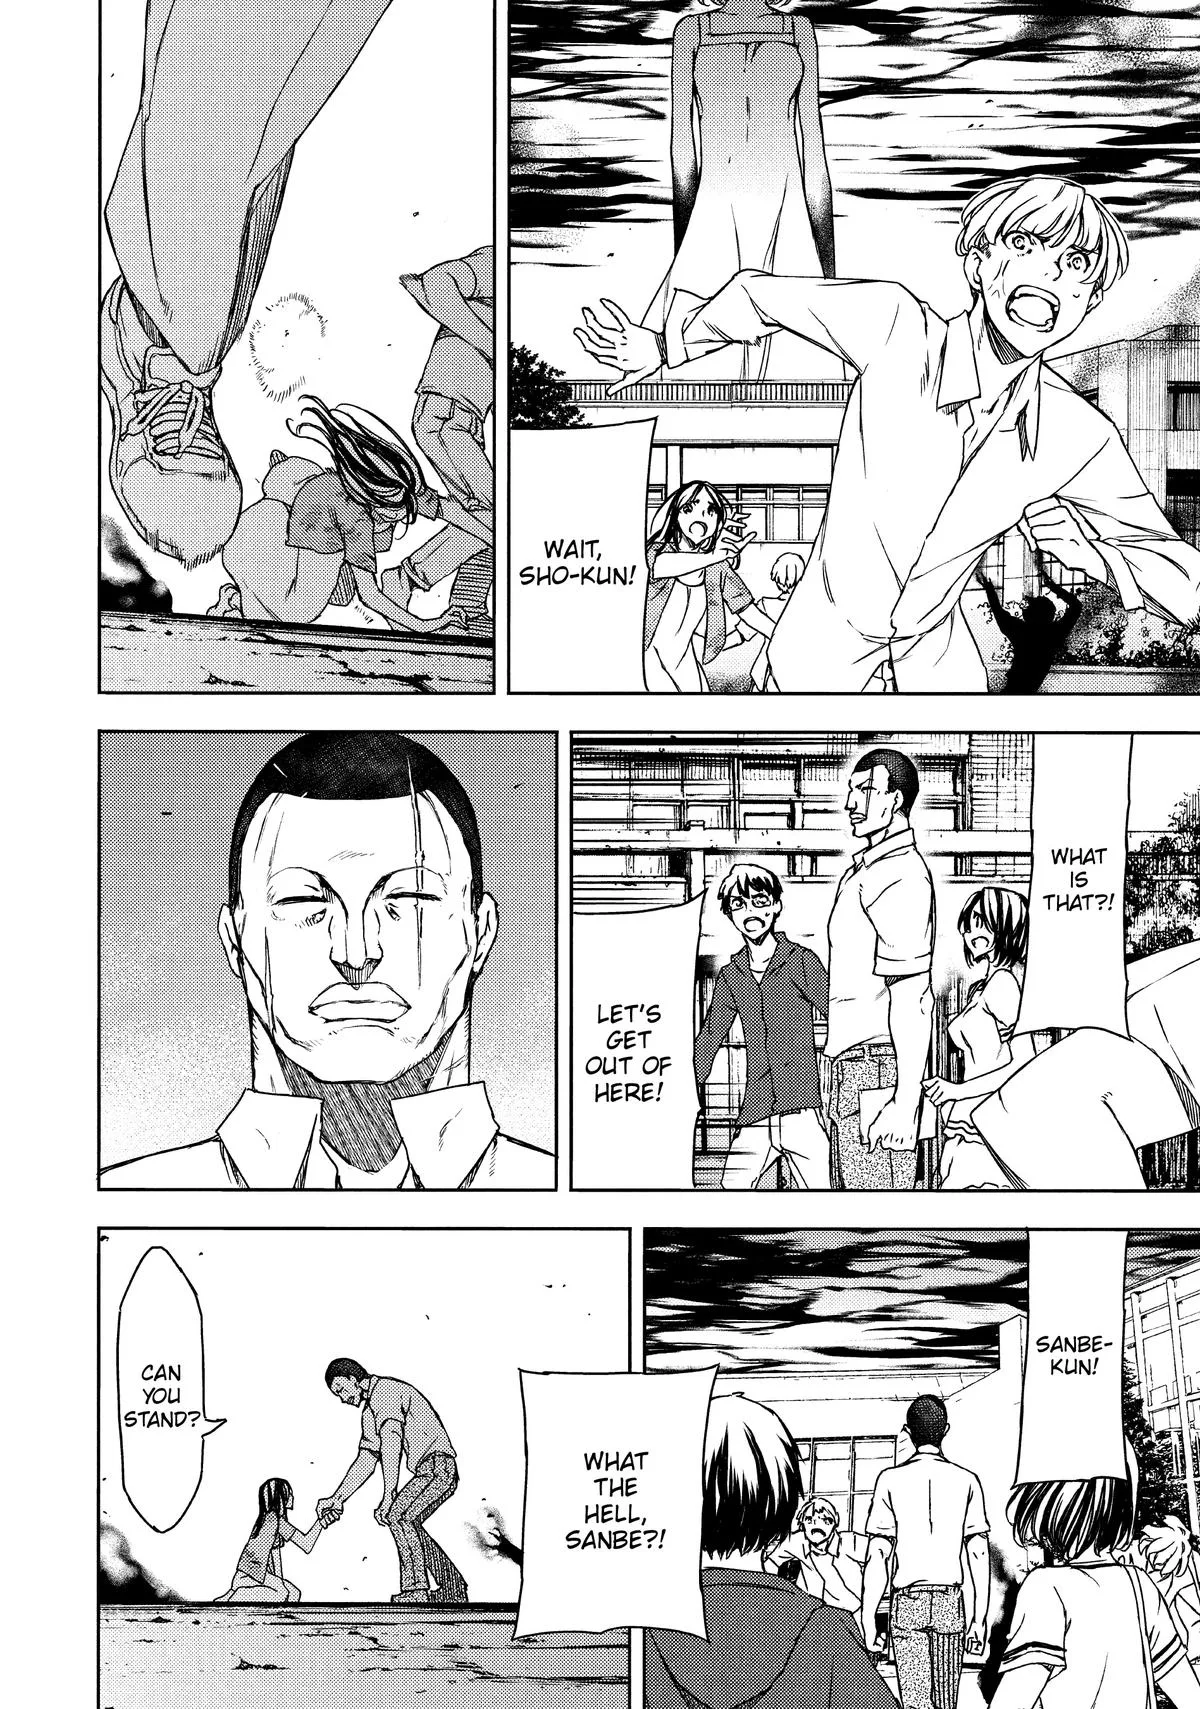 WAIT,
SHO-KUN!
WHAT
IS
THAT?!
LET'S
GET
OUT OF
HERE!
SANBE-
KUN!
WHAT
THE
HELL,
SANBE?!
CAN
YOU
STAND?